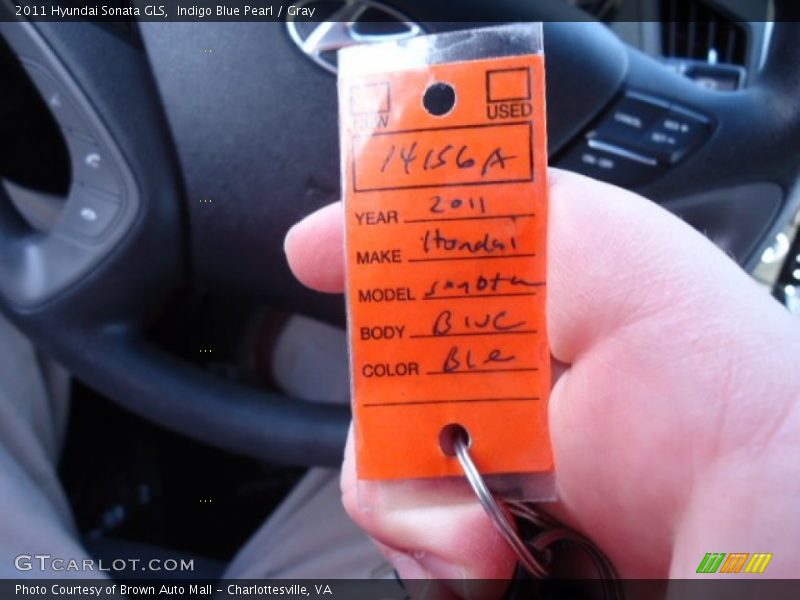 2011 Hyundai Sonata GLS,  Indigo Blue Pearl / Gray
NEW USED
14156A
YEAR 2011
MAKE Hondai
MODEL sonota
BODY Blue
COLOR Ble
GTCARLOT.COM
Photo Courtesy of Brown Auto Mall – Charlottesville, VA